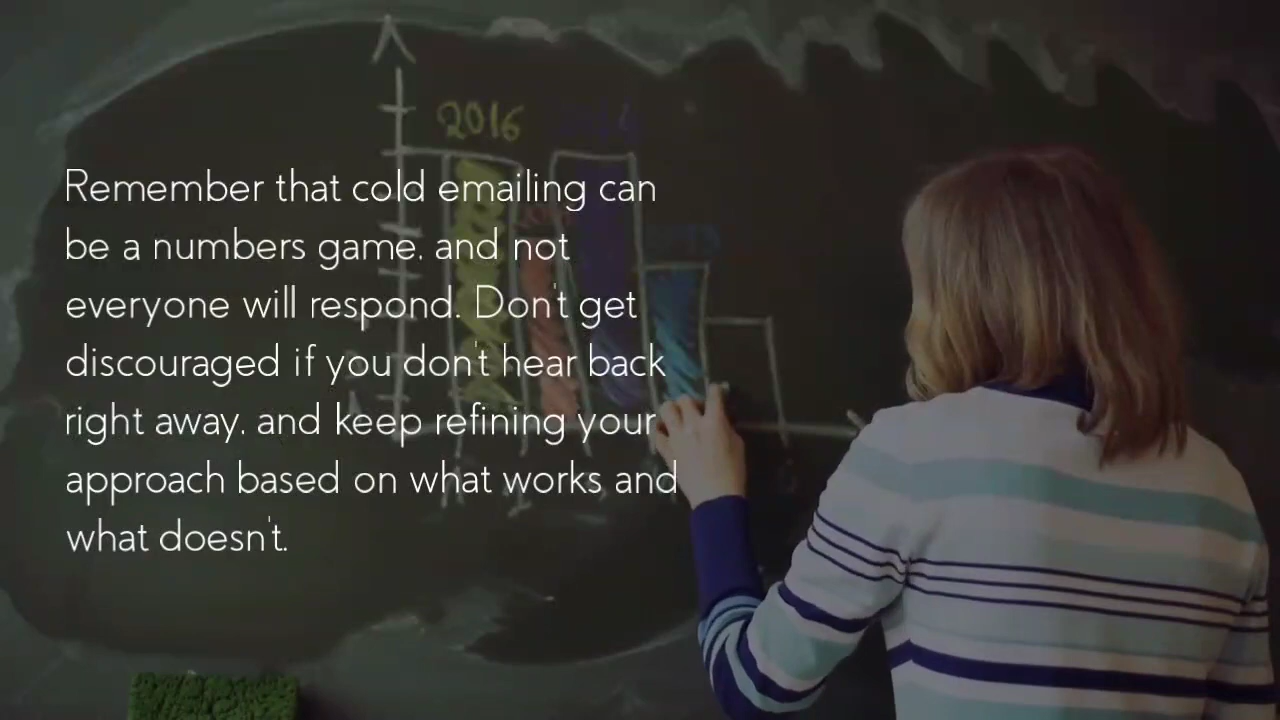 2016
Remember that cold emailing can
be a numbers game, and not
everyone will respond. Don't get
discouraged if you don't hear back
right away, and keep refining your
approach based on what works and
what doesn't.